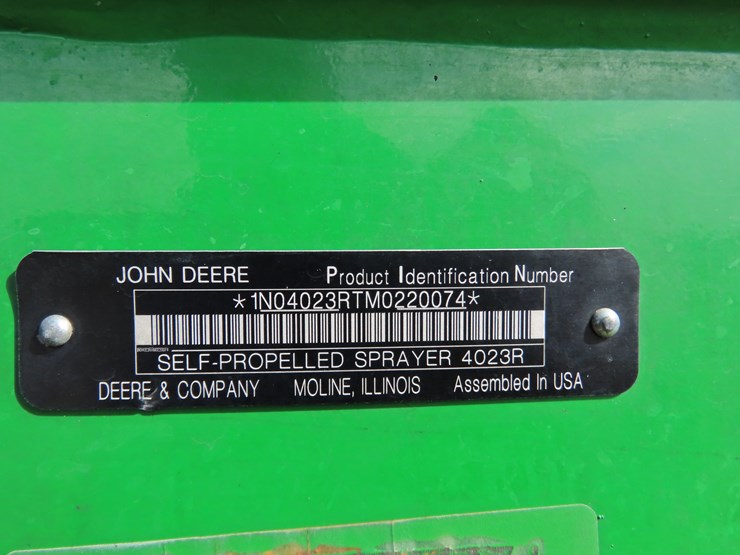 JOHN DEERE Product Identification Number
*1N04023RTM0220074*
SELF-PROPELLED SPRAYER 4023R
DEERE & COMPANY MOLINE, ILLINOIS Assembled In USA